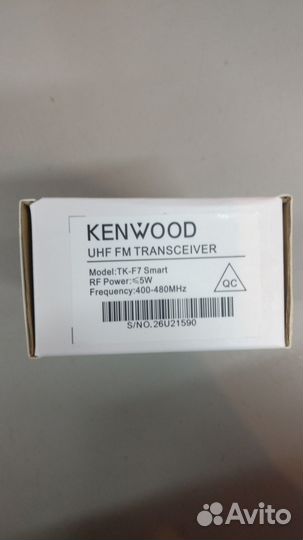 KENWOOD
UHF FM TRANSCEIVER
Model:TK-F7 Smart
RF Power:⩽5W
Frequency:400-480MHz
QC
S/NO.26U21590
Avito